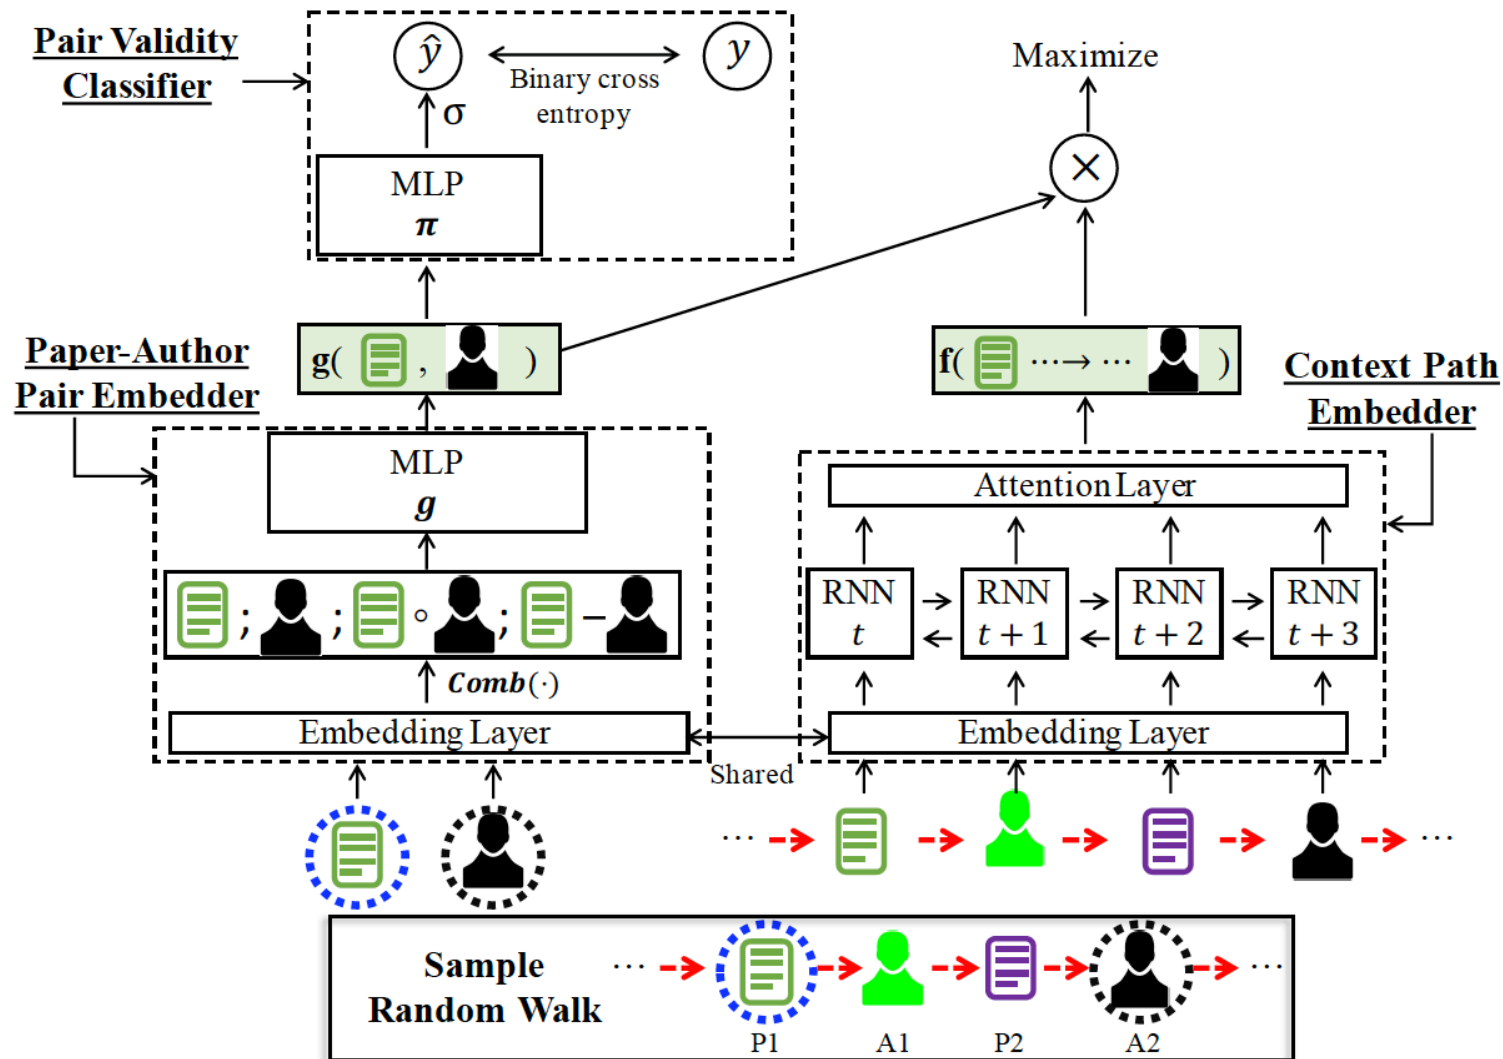 Pair Validity
Classifier
ŷ
y
Binary cross
entropy
σ
MLP
π
Maximize
×
g( , )
f( ...→ ... )
Paper-Author
Pair Embedder
Context Path
Embedder
MLP
g
Attention Layer
; ; ∘ ; −
RNN
t
RNN
t + 1
RNN
t + 2
RNN
t + 3
Comb(·)
Embedding Layer
Embedding Layer
Shared
... ...
Sample
Random Walk
... ...
P1 A1 P2 A2